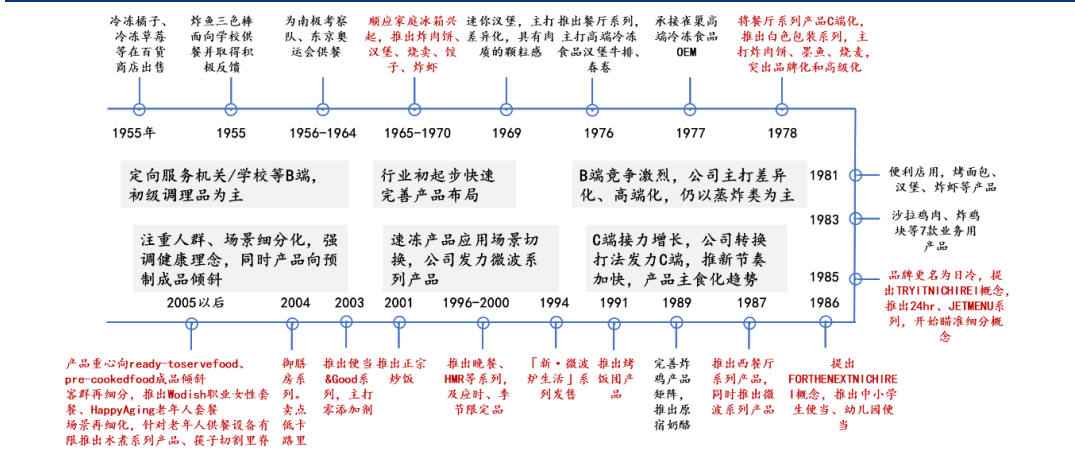 冷冻橘子、
冷冻草莓
等在百货
商店出售
炸鱼三色棒
面向学校供
餐并取得积
极反馈
为南极考察
队、东京奥
运会供餐
顺应家庭冰箱兴
起，推出炸肉饼、
汉堡、烧卖、饺
子、炸虾
迷你汉堡，主打
差异化，具有肉
质的颗粒感
推出餐厅系列，
主打高端冷冻
食品汉堡牛排、
春卷
承接雀巢高
端冷冻食品
OEM
将餐厅系列产品C端化，
推出白色包装系列，主
打炸肉饼、墨鱼、烧麦，
突出品牌化和高级化
1955年
1955
1956-1964
1965-1970
1969
1976
1977
1978
定向服务机关/学校等B端，
初级调理品为主
行业初起步快速
完善产品布局
B端竞争激烈，公司主打差异
化、高端化，仍以蒸炸类为主
1981
便利店用，烤面包、
汉堡、炸虾等产品
1983
沙拉鸡肉、炸鸡
块等7款业务用
产品
注重人群、场景细分化，强
调健康理念，同时产品向预
制成品倾斜
速冻产品应用场景切
换，公司发力微波系
列产品
C端接力增长，公司转换
打法发力C端，推新节奏
加快，产品主食化趋势
1985
品牌更名为日冷，提
出TRYITNICHIREI概念，
推出24hr、JETMENU系
列，开始瞄准细分概
念
2005以后
2004
2003
2001
1996-2000
1994
1991
1989
1987
1986
产品重心向ready-toservefood、
pre-cookedfood成品倾斜
客群再细分，推出Wodish职业女性套
餐、HappyAging老年人套餐
场景再细化，针对老年人供餐设备有
限推出水煮系列产品、筷子切割里脊
御膳
房系
列。
卖点
低卡
路里
推出便当
&Good系
列，主打
零添加剂
推出正宗
炒饭
推出晚餐、
HMR等系列，
及应时、季
节限定品
「新·微波
炉生活」系
列发售
推出烤
饭团产
品
完善炸
鸡产品
矩阵，
推出原
宿奶酪
推出西餐厅
系列产品，
同时推出微
波系列产品
提出
FORTHENEXTNICHIRE
I概念，推出中小学
生便当、幼儿园便
当